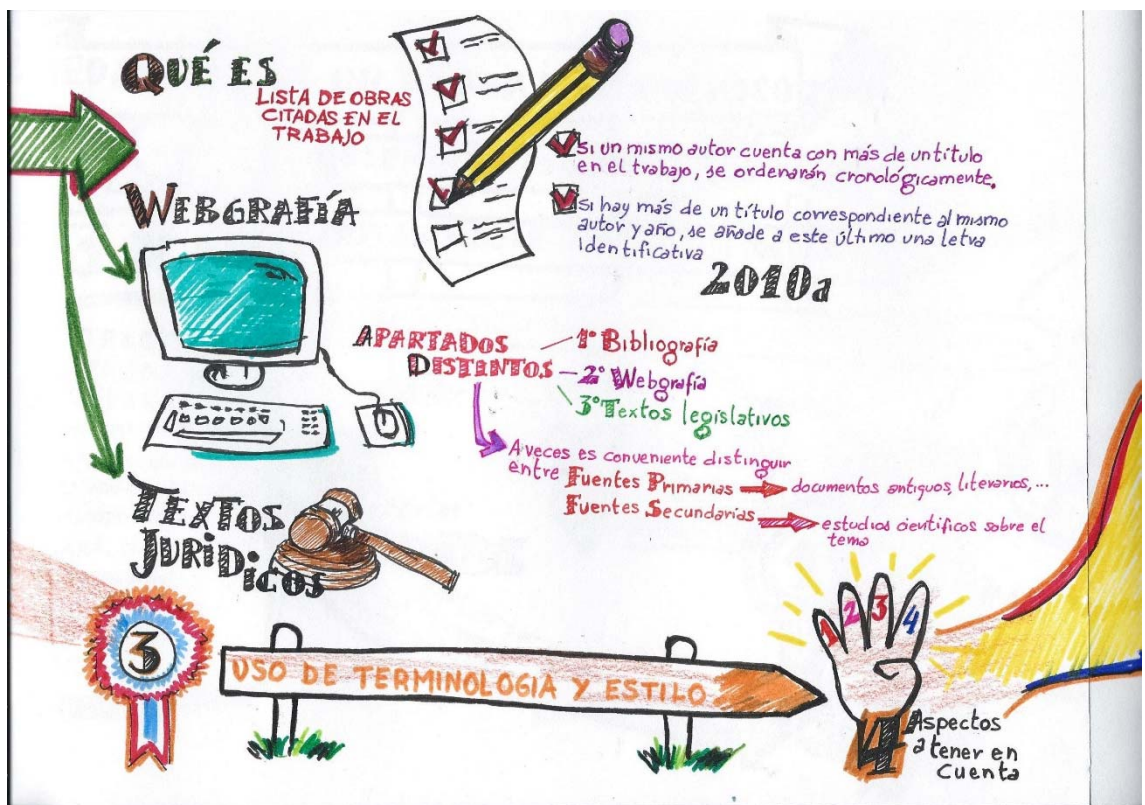 QUÉ ES
LISTA DE OBRAS
CITADAS EN EL
TRABAJO
Si un mismo autor cuenta con más de un título
en el trabajo, se ordenarán cronológicamente.
Si hay más de un título correspondiente al mismo
autor y año, se añade a este último una letra
identificativa
2010a
WEBGRAFÍA
APARTADOS
DISTINTOS
1º Bibliografía
2º Webgrafía
3º Textos legislativos
A veces es conveniente distinguir
entre Fuentes Primarias documentos antiguos, literarios,...
Fuentes Secundarias estudios científicos sobre el
tema
TEXTOS
JURIDICOS
3
USO DE TERMINOLOGIA Y ESTILO
1 2 3 4
4 Aspectos
a tener en
cuenta